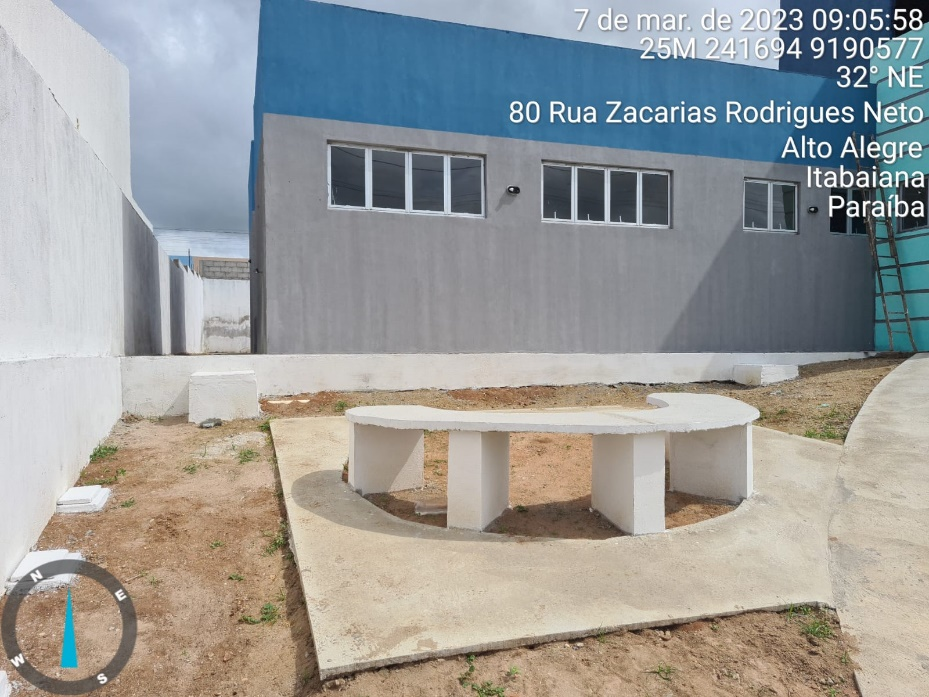 7 de mar. de 2023 09:05:58
25M 241694 9190577
32° NE
80 Rua Zacarias Rodrigues Neto
Alto Alegre
Itabaiana
Paraíba
N
E
W
S